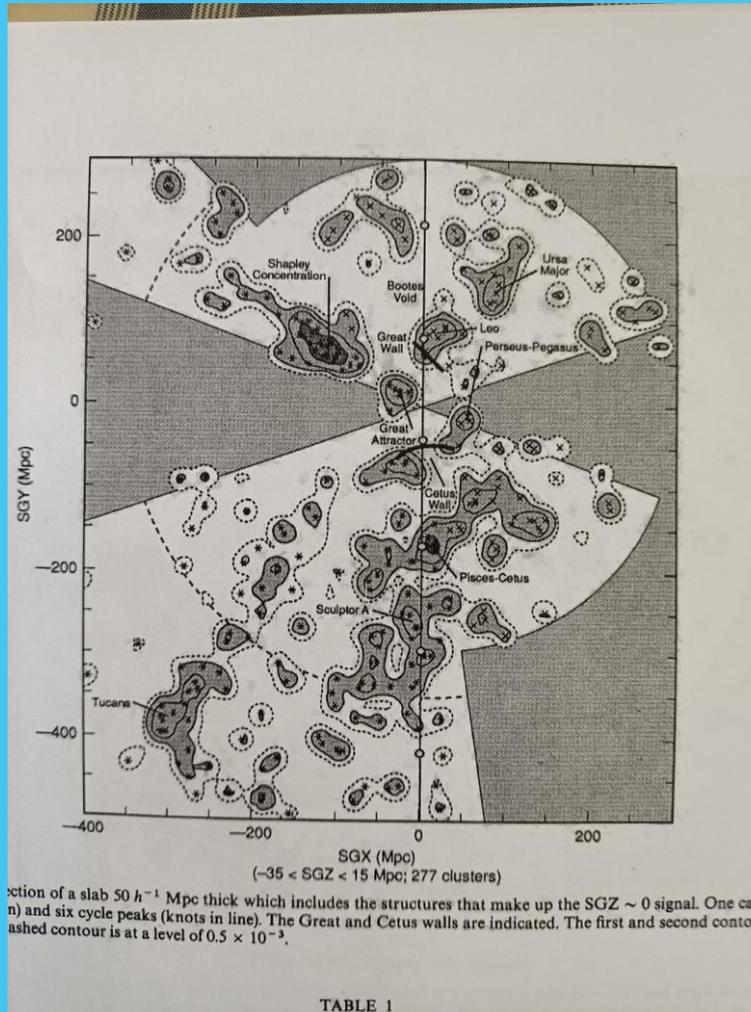 200
0
—200
—400
SGY (Mpc)
Shapley
Concentration
Bootes
Void
Ursa
Major
Great
Wall
Leo
Perseus-Pegasus
Great
Attractor
Cetus
Wall
Pisces-Cetus
Sculptor A
Tucana
—400
—200
0
200
SGX (Mpc)
(–35 < SGZ < 15 Mpc; 277 clusters)
ection of a slab 50 h⁻¹ Mpc thick which includes the structures that make up the SGZ ~ 0 signal. One ca
n) and six cycle peaks (knots in line). The Great and Cetus walls are indicated. The first and second conto
ashed contour is at a level of 0.5 × 10⁻³.
TABLE 1